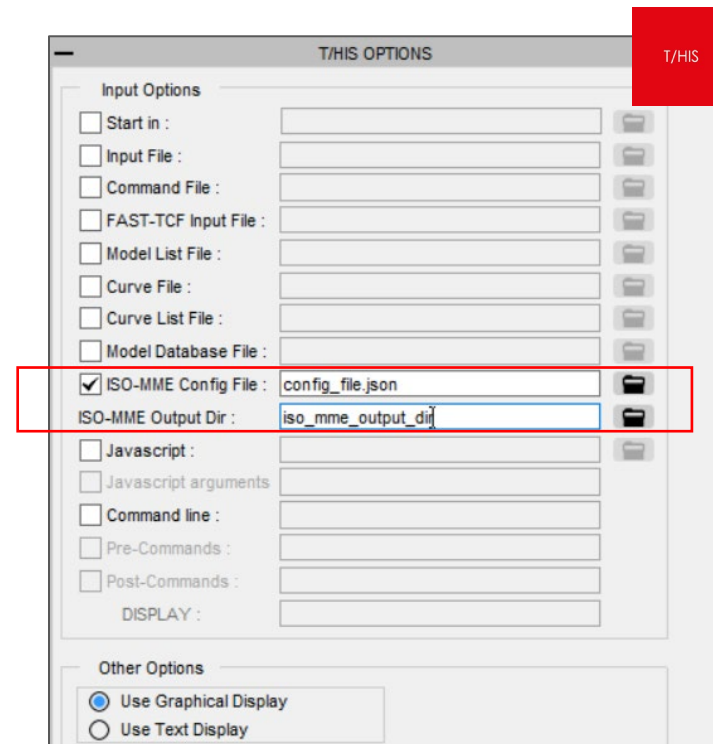 T/HIS OPTIONS
T/HIS
Input Options
Start in :
Input File :
Command File :
FAST-TCF Input File :
Model List File :
Curve File :
Curve List File :
Model Database File :
ISO-MME Config File : config_file.json
ISO-MME Output Dir : iso_mme_output_dir
Javascript :
Javascript arguments
Command line :
Pre-Commands :
Post-Commands :
DISPLAY :
Other Options
Use Graphical Display
Use Text Display